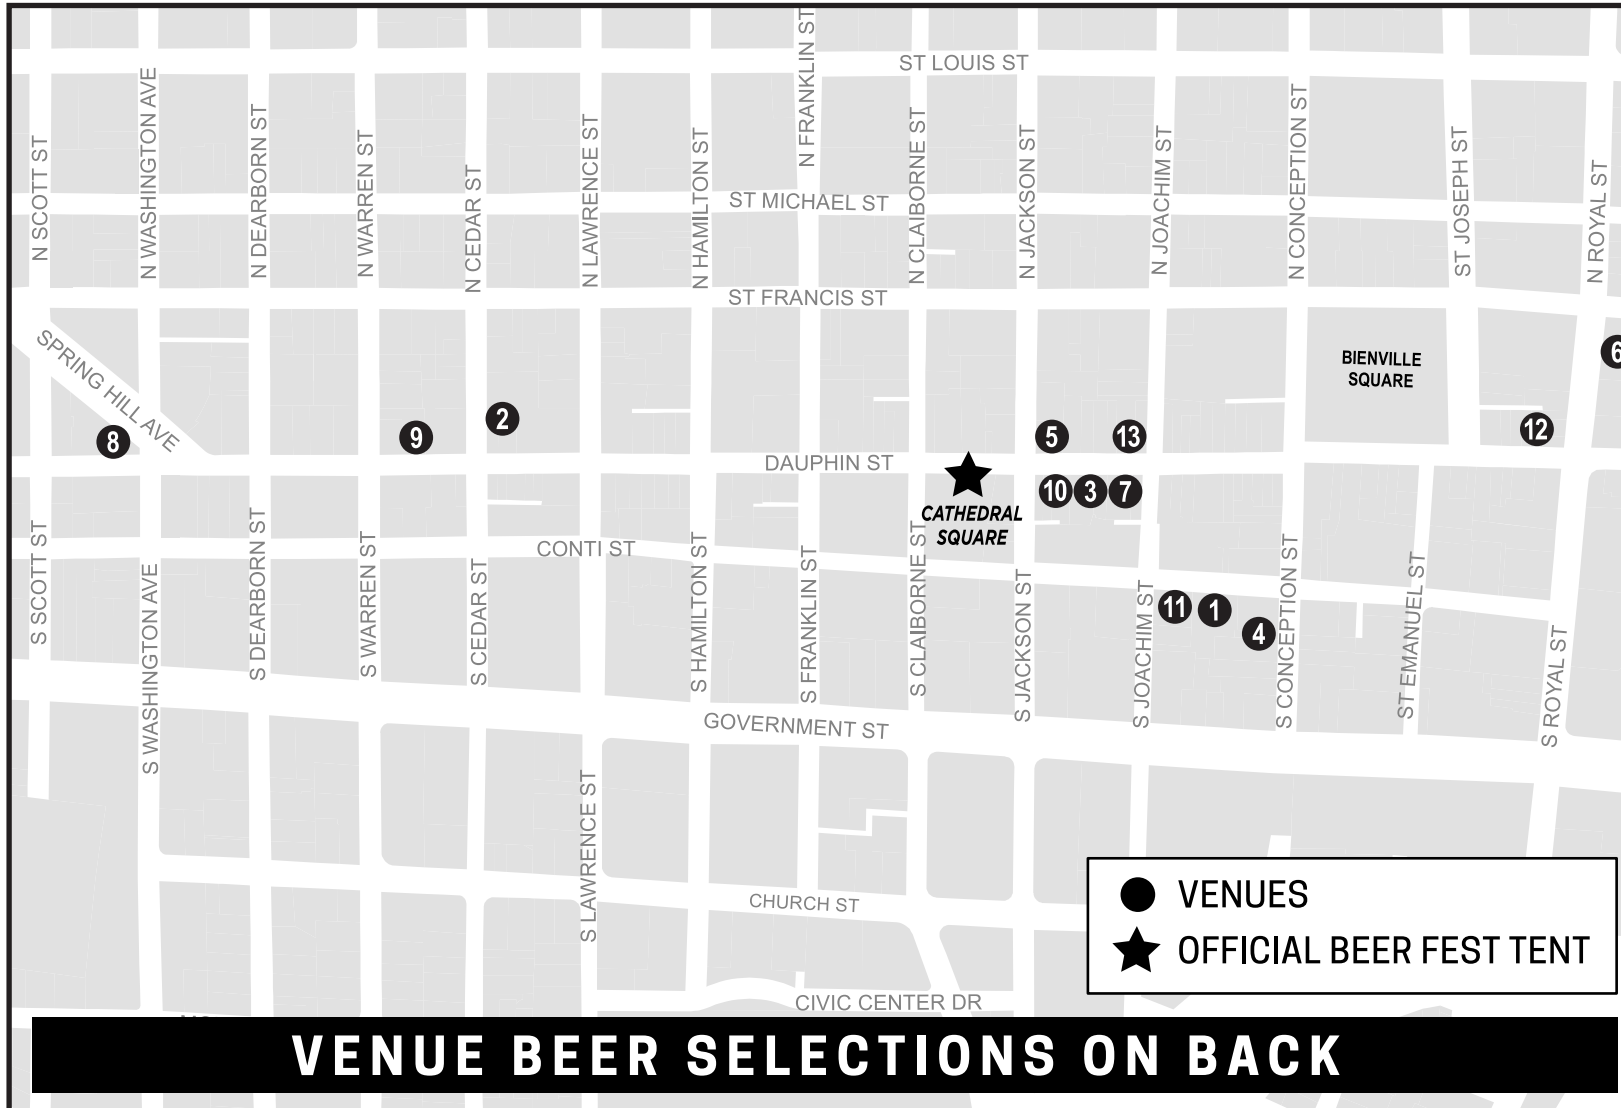 ST LOUIS ST
N SCOTT ST
N WASHINGTON AVE
N DEARBORN ST
N WARREN ST
N CEDAR ST
N LAWRENCE ST
N HAMILTON ST
N FRANKLIN ST
N CLAIBORNE ST
N JACKSON ST
N JOACHIM ST
N CONCEPTION ST
ST JOSEPH ST
N ROYAL ST
ST MICHAEL ST
ST FRANCIS ST
SPRING HILL AVE
BIENVILLE
SQUARE
6
8
9
2
5
13
12
DAUPHIN ST
10
3
7
CATHEDRAL
SQUARE
CONTI ST
S SCOTT ST
S WASHINGTON AVE
S DEARBORN ST
S WARREN ST
S CEDAR ST
S HAMILTON ST
S FRANKLIN ST
S CLAIBORNE ST
S JACKSON ST
S JOACHIM ST
11
1
4
S CONCEPTION ST
ST EMANUEL ST
S ROYAL ST
GOVERNMENT ST
S LAWRENCE ST
CHURCH ST
CIVIC CENTER DR
VENUES
OFFICIAL BEER FEST TENT
VENUE BEER SELECTIONS ON BACK